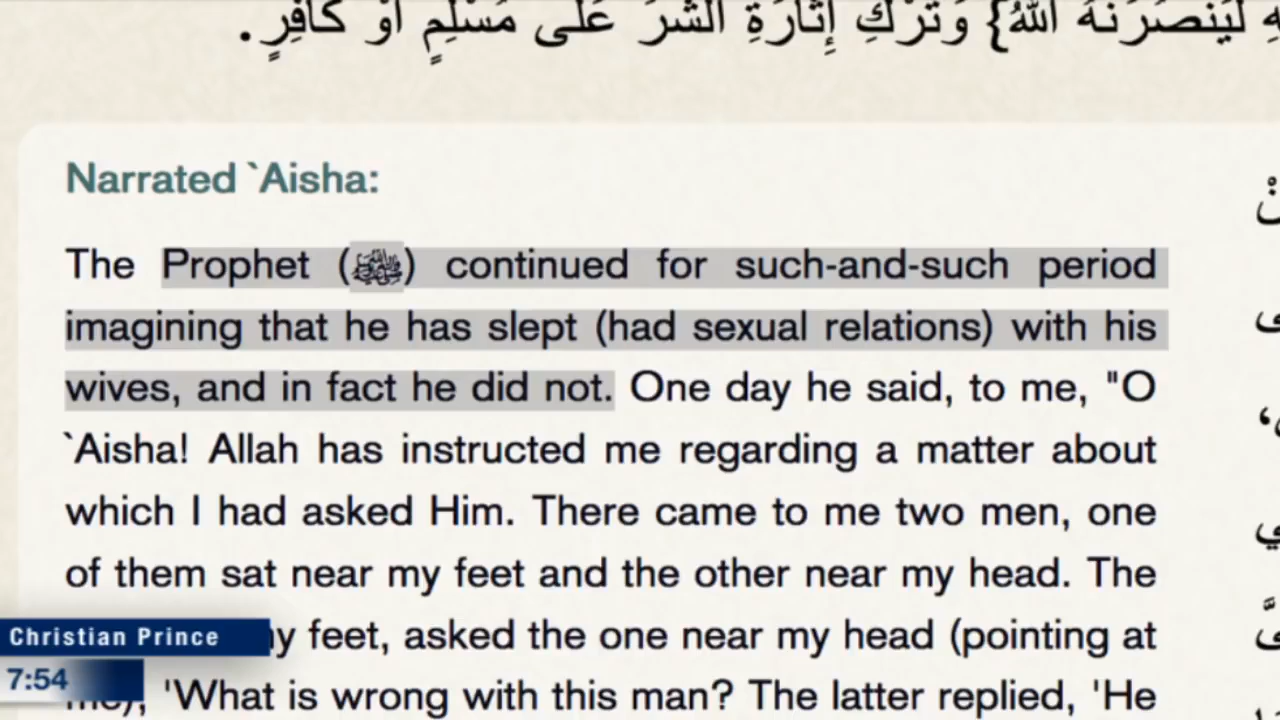 لَيَنْصُرَنَّهُ اللَّهُ} وَتَرْكِ إِثَارَةِ الشَّرِّ عَلَى مُسْلِمٍ أَوْ كَافِرٍ.
Narrated `Aisha:
The Prophet (ﷺ) continued for such-and-such period
imagining that he has slept (had sexual relations) with his
wives, and in fact he did not. One day he said, to me, "O
`Aisha! Allah has instructed me regarding a matter about
which I had asked Him. There came to me two men, one
of them sat near my feet and the other near my head. The
feet, asked the one near my head (pointing at
'What is wrong with this man? The latter replied, 'He
Christian Prince
7:54